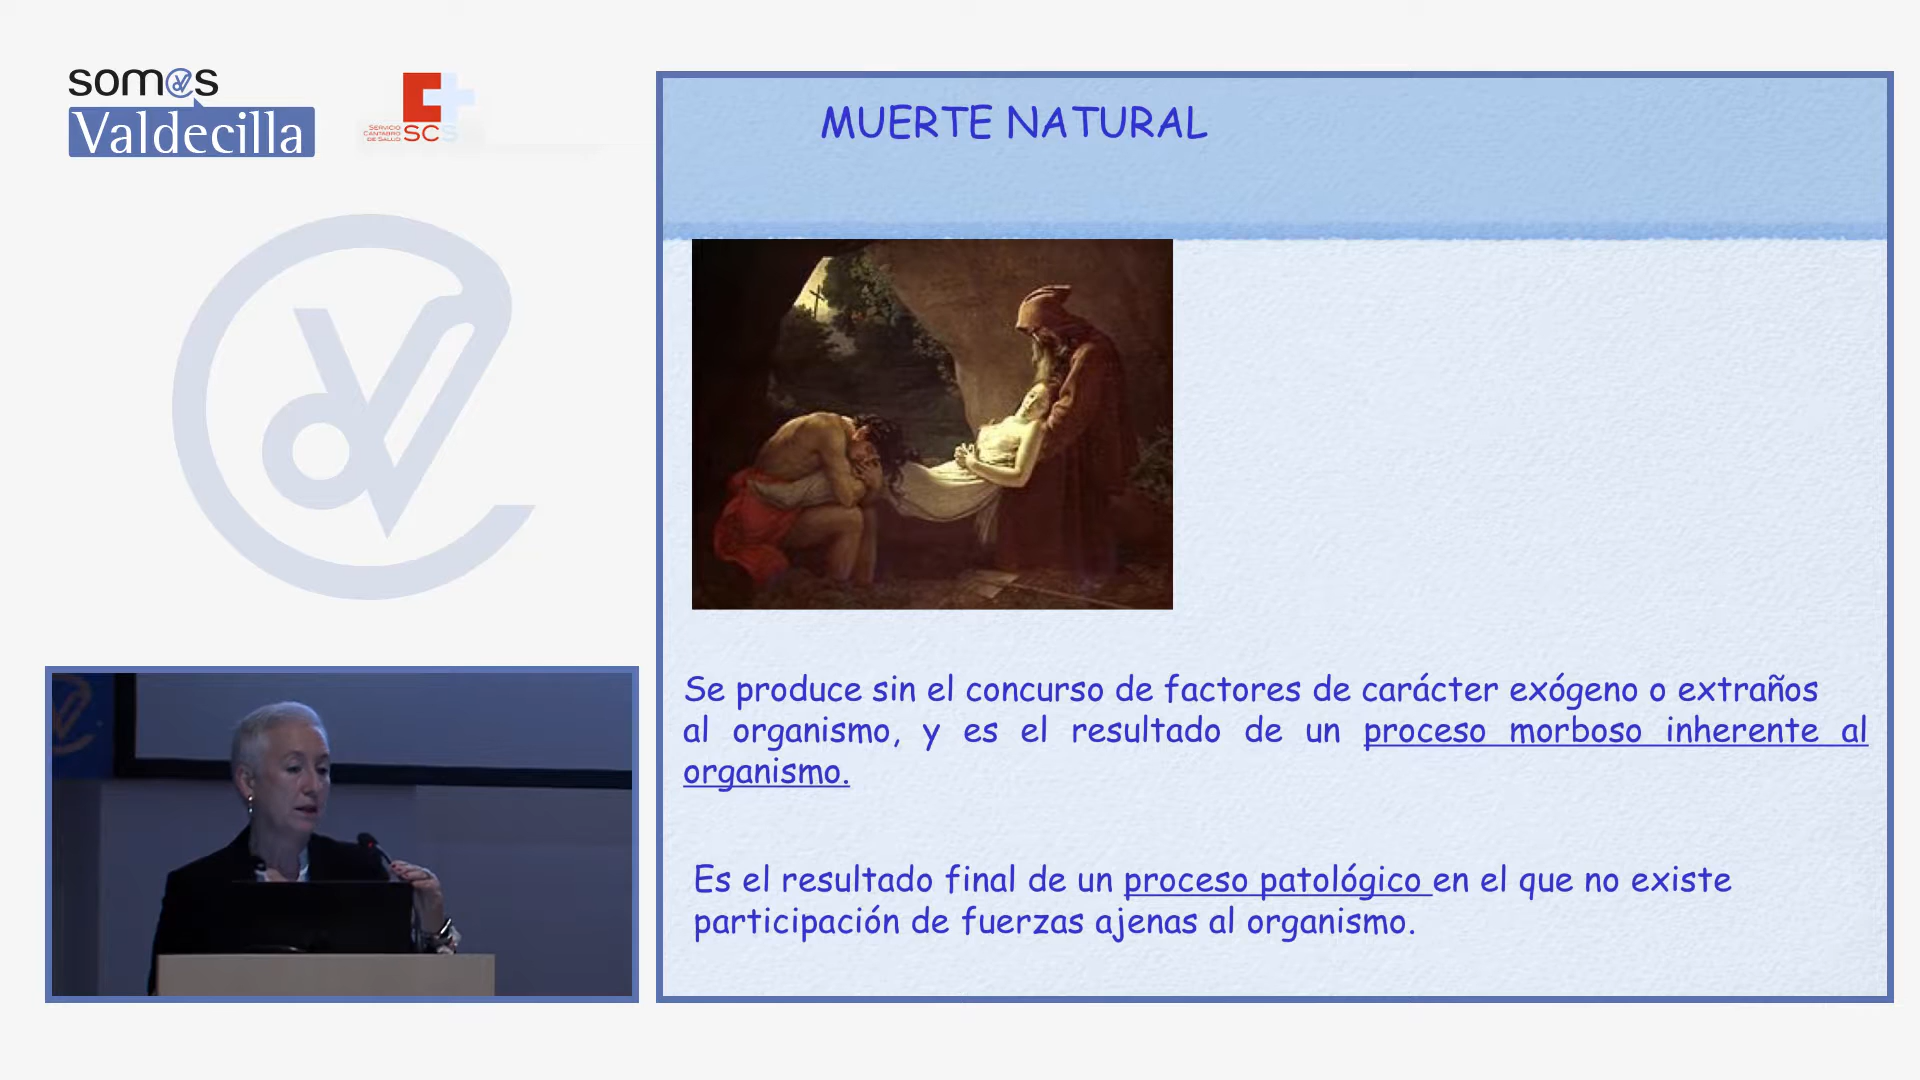 som@s
Valdecilla
SERVICIO
CÁNTABRO
DE SALUD
SCS
MUERTE NATURAL
Se produce sin el concurso de factores de carácter exógeno o extraños
al organismo, y es el resultado de un proceso morboso inherente al
organismo.
Es el resultado final de un proceso patológico en el que no existe
participación de fuerzas ajenas al organismo.